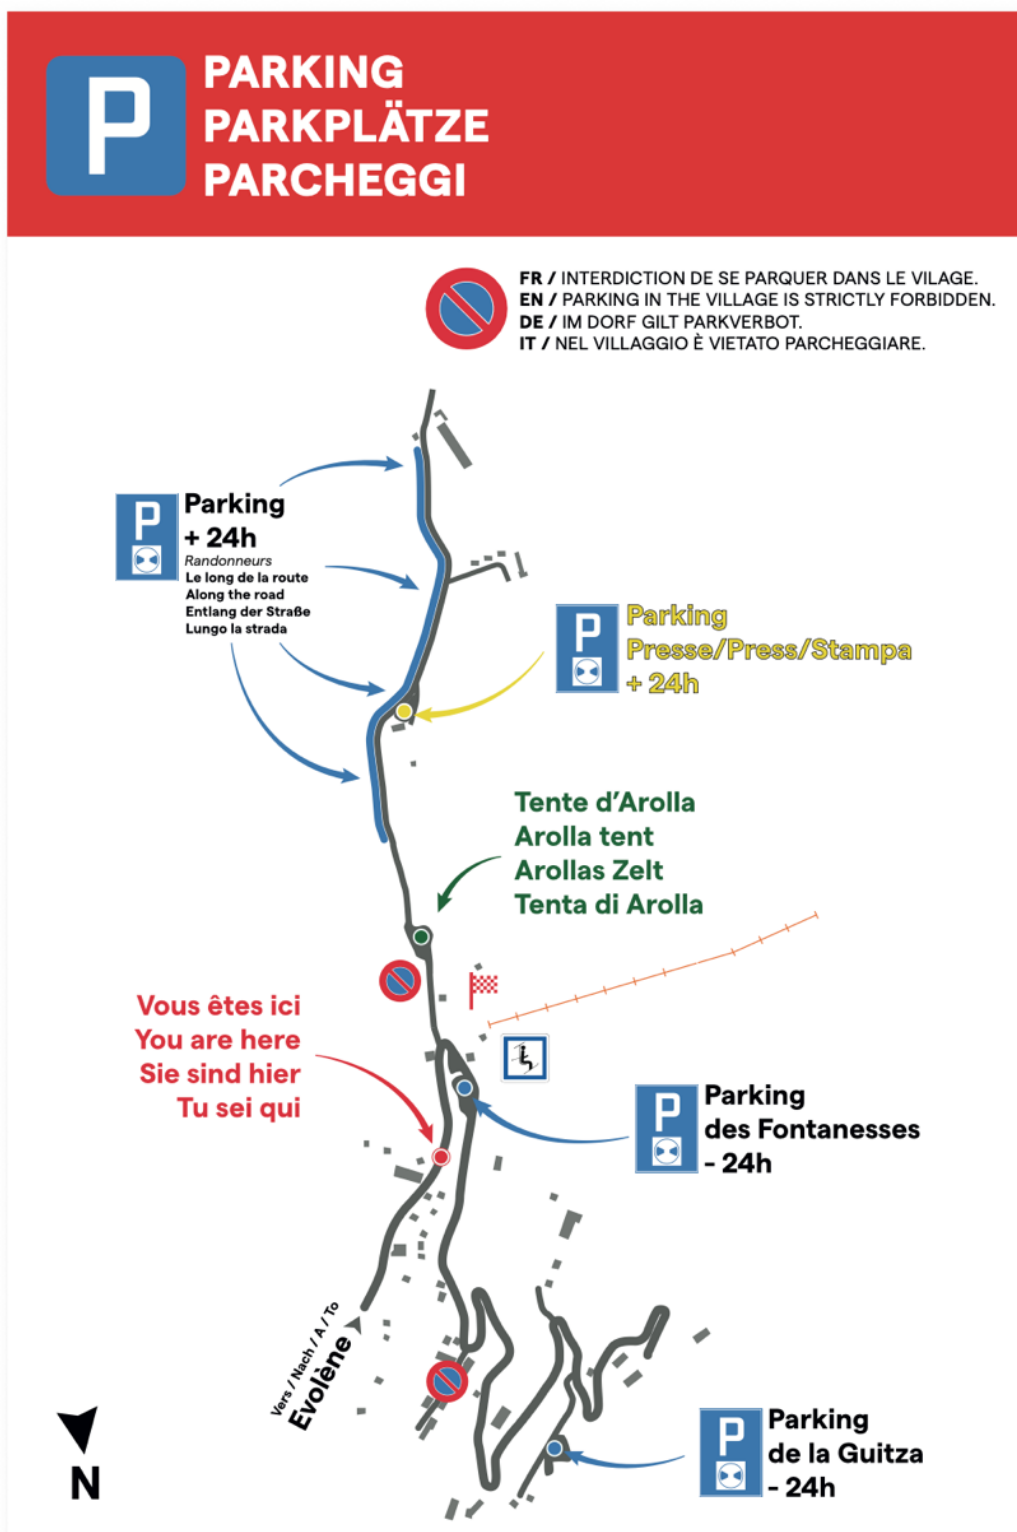 P
PARKING
PARKPLÄTZE
PARCHEGGI
FR / INTERDICTION DE SE PARQUER DANS LE VILAGE.
EN / PARKING IN THE VILLAGE IS STRICTLY FORBIDDEN.
DE / IM DORF GILT PARKVERBOT.
IT / NEL VILLAGGIO È VIETATO PARCHEGGIARE.
P
Parking
+ 24h
Randonneurs
Le long de la route
Along the road
Entlang der Straße
Lungo la strada
P
Parking
Presse/Press/Stampa
+ 24h
Tente d'Arolla
Arolla tent
Arollas Zelt
Tenta di Arolla
Vous êtes ici
You are here
Sie sind hier
Tu sei qui
P
Parking
des Fontanesses
- 24h
Vers / Nach / A / To
Evolène
N
P
Parking
de la Guitza
- 24h